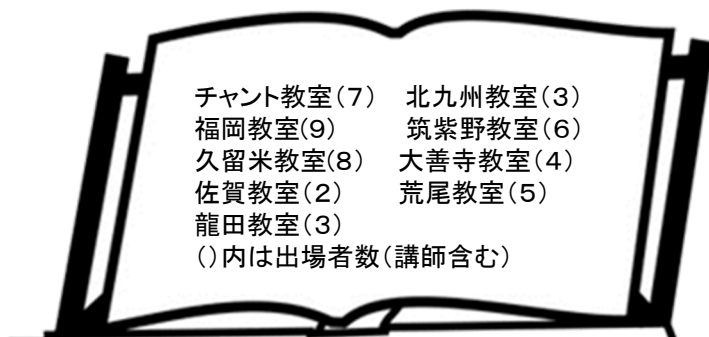 チャント教室(7)　北九州教室(3)
福岡教室(9)　筑紫野教室(6)
久留米教室(8)　大善寺教室(4)
佐賀教室(2)　荒尾教室(5)
龍田教室(3)
()内は出場者数(講師含む)